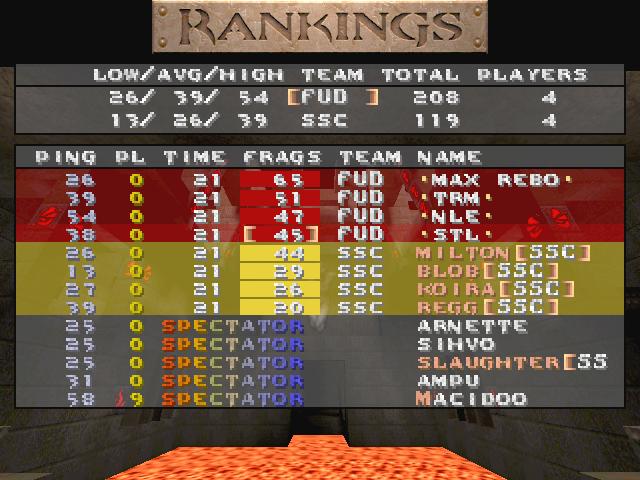 RANKINGS
LOW/AVG/HIGH TEAM TOTAL PLAYERS
26/ 39/ 54 [FUD ] 208 4
13/ 26/ 39 SSC 119 4
PING PL TIME FRAGS TEAM NAME
26 0 21 65 FUD ·MAX REBO·
39 0 21 51 FUD ·TRM·
54 0 21 47 FUD ·NLE·
38 0 21 [ 45] FUD ·STL·
26 0 21 44 SSC MILTON[SSC]
13 0 21 29 SSC BLOB[SSC]
27 0 21 26 SSC KOIRA[SSC]
39 0 21 20 SSC REGG[SSC]
25 0 SPECTATOR ARNETTE
25 0 SPECTATOR SIHVO
25 0 SPECTATOR SLAUGHTER[SS
31 0 SPECTATOR AMPU
58 9 SPECTATOR MACIDOO